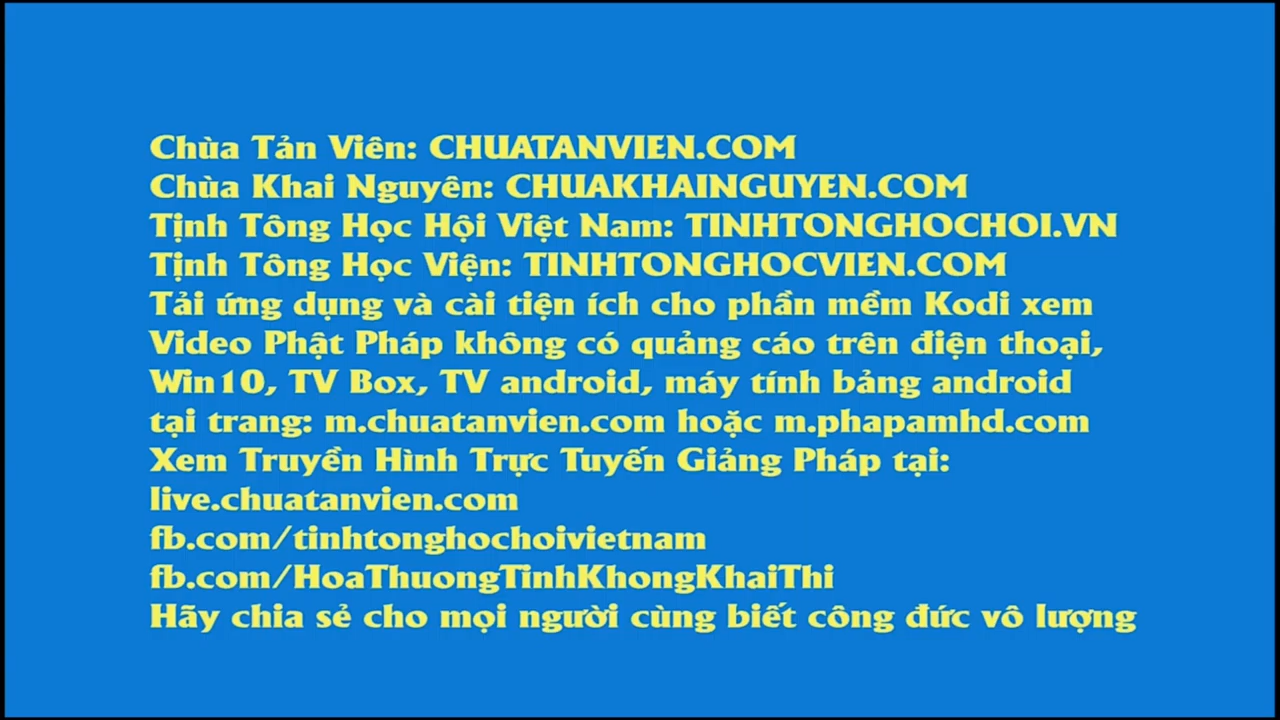 Chùa Tản Viên: CHUATANVIEN.COM
Chùa Khai Nguyên: CHUAKHAINGUYEN.COM
Tịnh Tông Học Hội Việt Nam: TINHTONGHOCHOI.VN
Tịnh Tông Học Viện: TINHTONGHOCVIEN.COM
Tải ứng dụng và cài tiện ích cho phần mềm Kodi xem
Video Phật Pháp không có quảng cáo trên điện thoại,
Win10, TV Box, TV android, máy tính bảng android
tại trang: m.chuatanvien.com hoặc m.phapamhd.com
Xem Truyền Hình Trực Tuyến Giảng Pháp tại:
live.chuatanvien.com
fb.com/tinhtonghochoivietnam
fb.com/HoaThuongTinhKhongKhaiThi
Hãy chia sẻ cho mọi người cùng biết công đức vô lượng